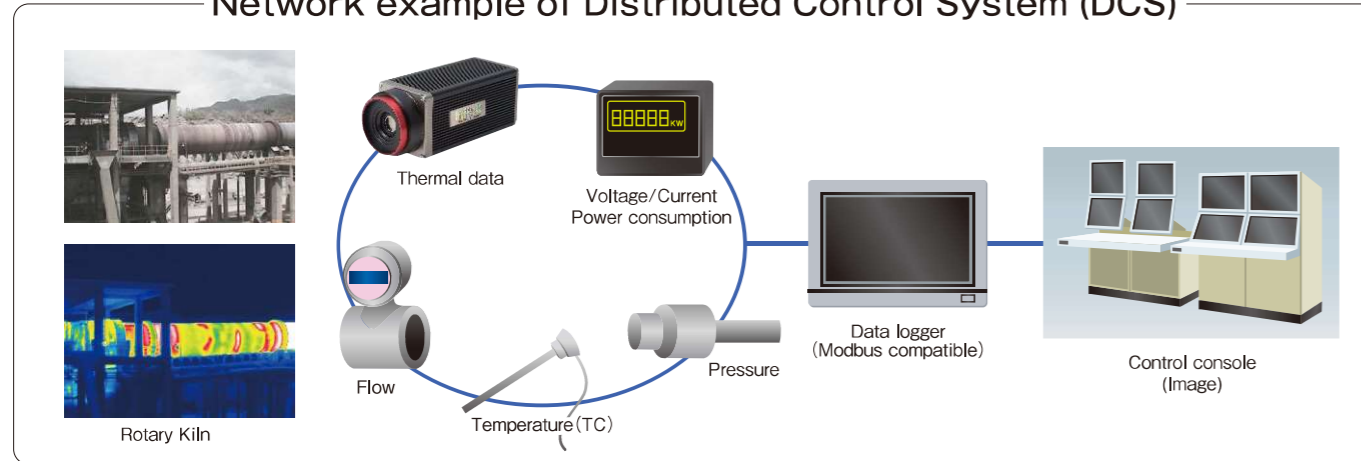 Network example of Distributed Control System (DCS)
Thermal data
88888KW
Voltage/Current
Power consumption
Data logger
(Modbus compatible)
Control console
(Image)
Pressure
Flow
Temperature(TC)
Rotary Kiln